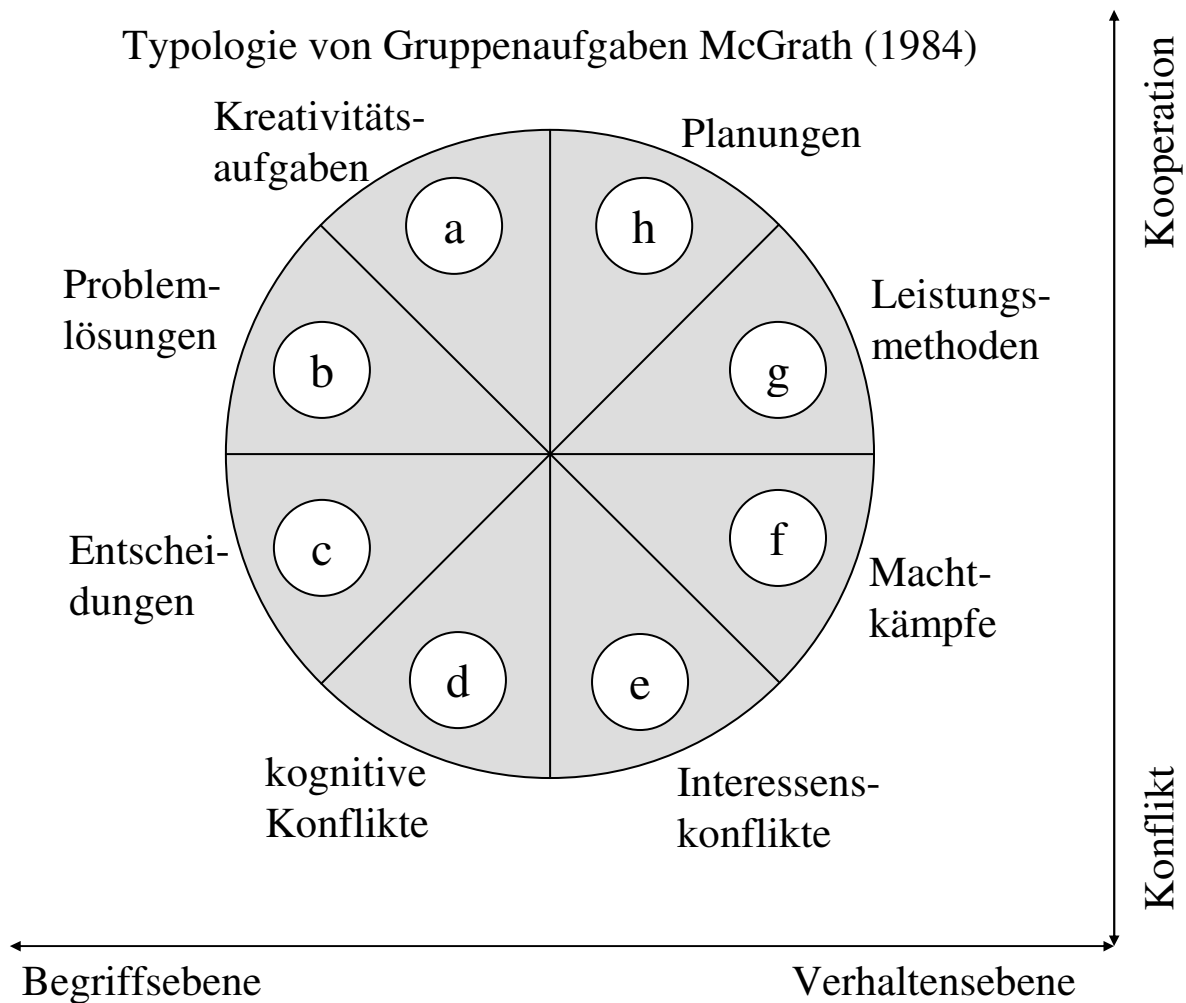 Typologie von Gruppenaufgaben McGrath (1984)
Kreativitäts-
aufgaben
Planungen
Problem-
lösungen
Leistungs-
methoden
Entschei-
dungen
Macht-
kämpfe
kognitive
Konflikte
Interessens-
konflikte
a
h
b
g
c
f
d
e
Kooperation
Konflikt
Begriffsebene
Verhaltensebene